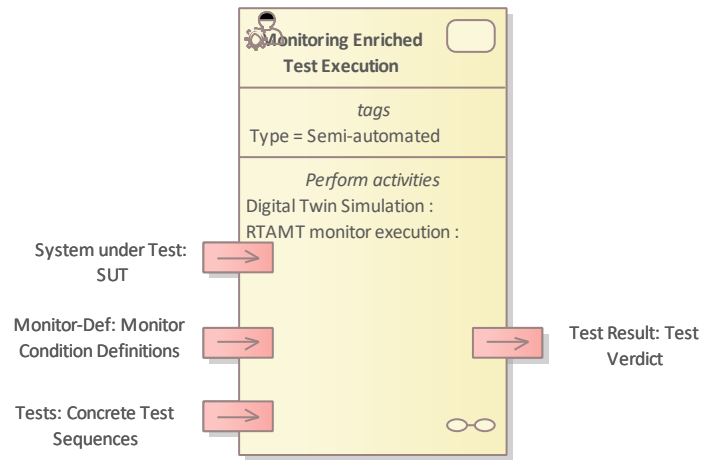 Monitoring Enriched
Test Execution
tags
Type = Semi-automated
Perform activities
Digital Twin Simulation :
RTAMT monitor execution :
System under Test:
SUT
Monitor-Def: Monitor
Condition Definitions
Tests: Concrete Test
Sequences
Test Result: Test
Verdict